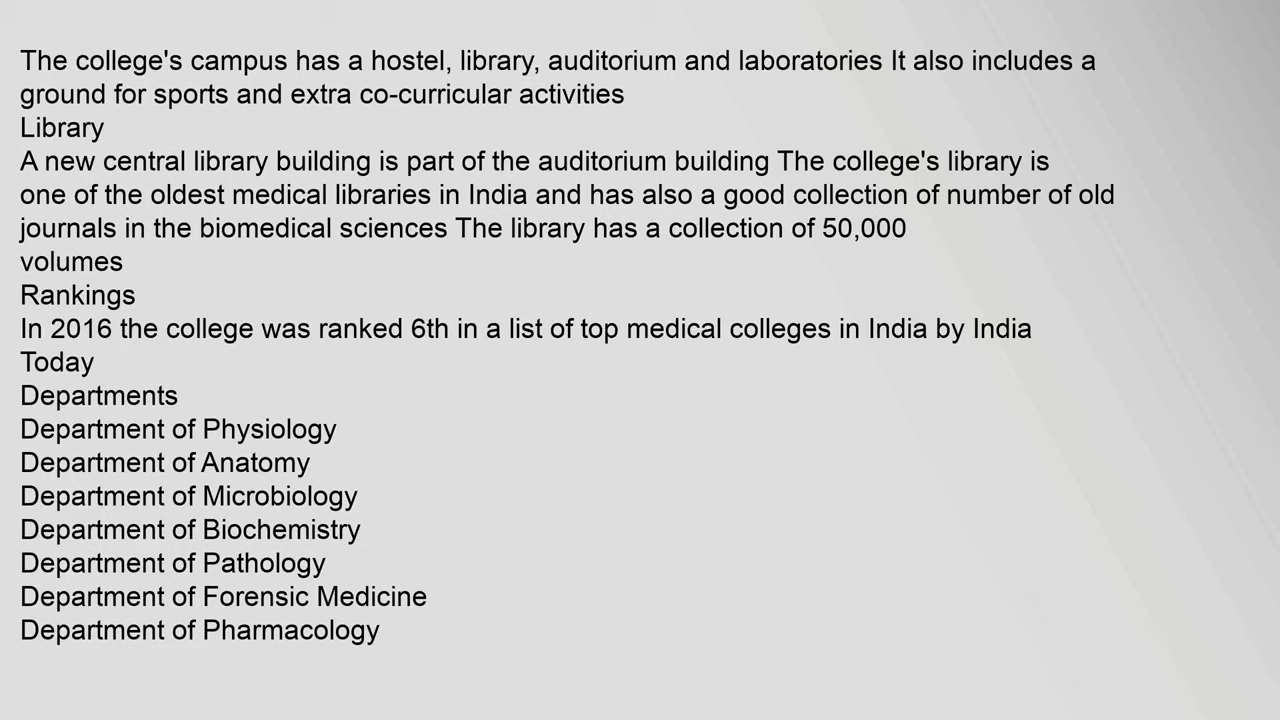 The college's campus has a hostel, library, auditorium and laboratories It also includes a
ground for sports and extra co-curricular activities
Library
A new central library building is part of the auditorium building The college's library is
one of the oldest medical libraries in India and has also a good collection of number of old
journals in the biomedical sciences The library has a collection of 50,000
volumes
Rankings
In 2016 the college was ranked 6th in a list of top medical colleges in India by India
Today
Departments
Department of Physiology
Department of Anatomy
Department of Microbiology
Department of Biochemistry
Department of Pathology
Department of Forensic Medicine
Department of Pharmacology